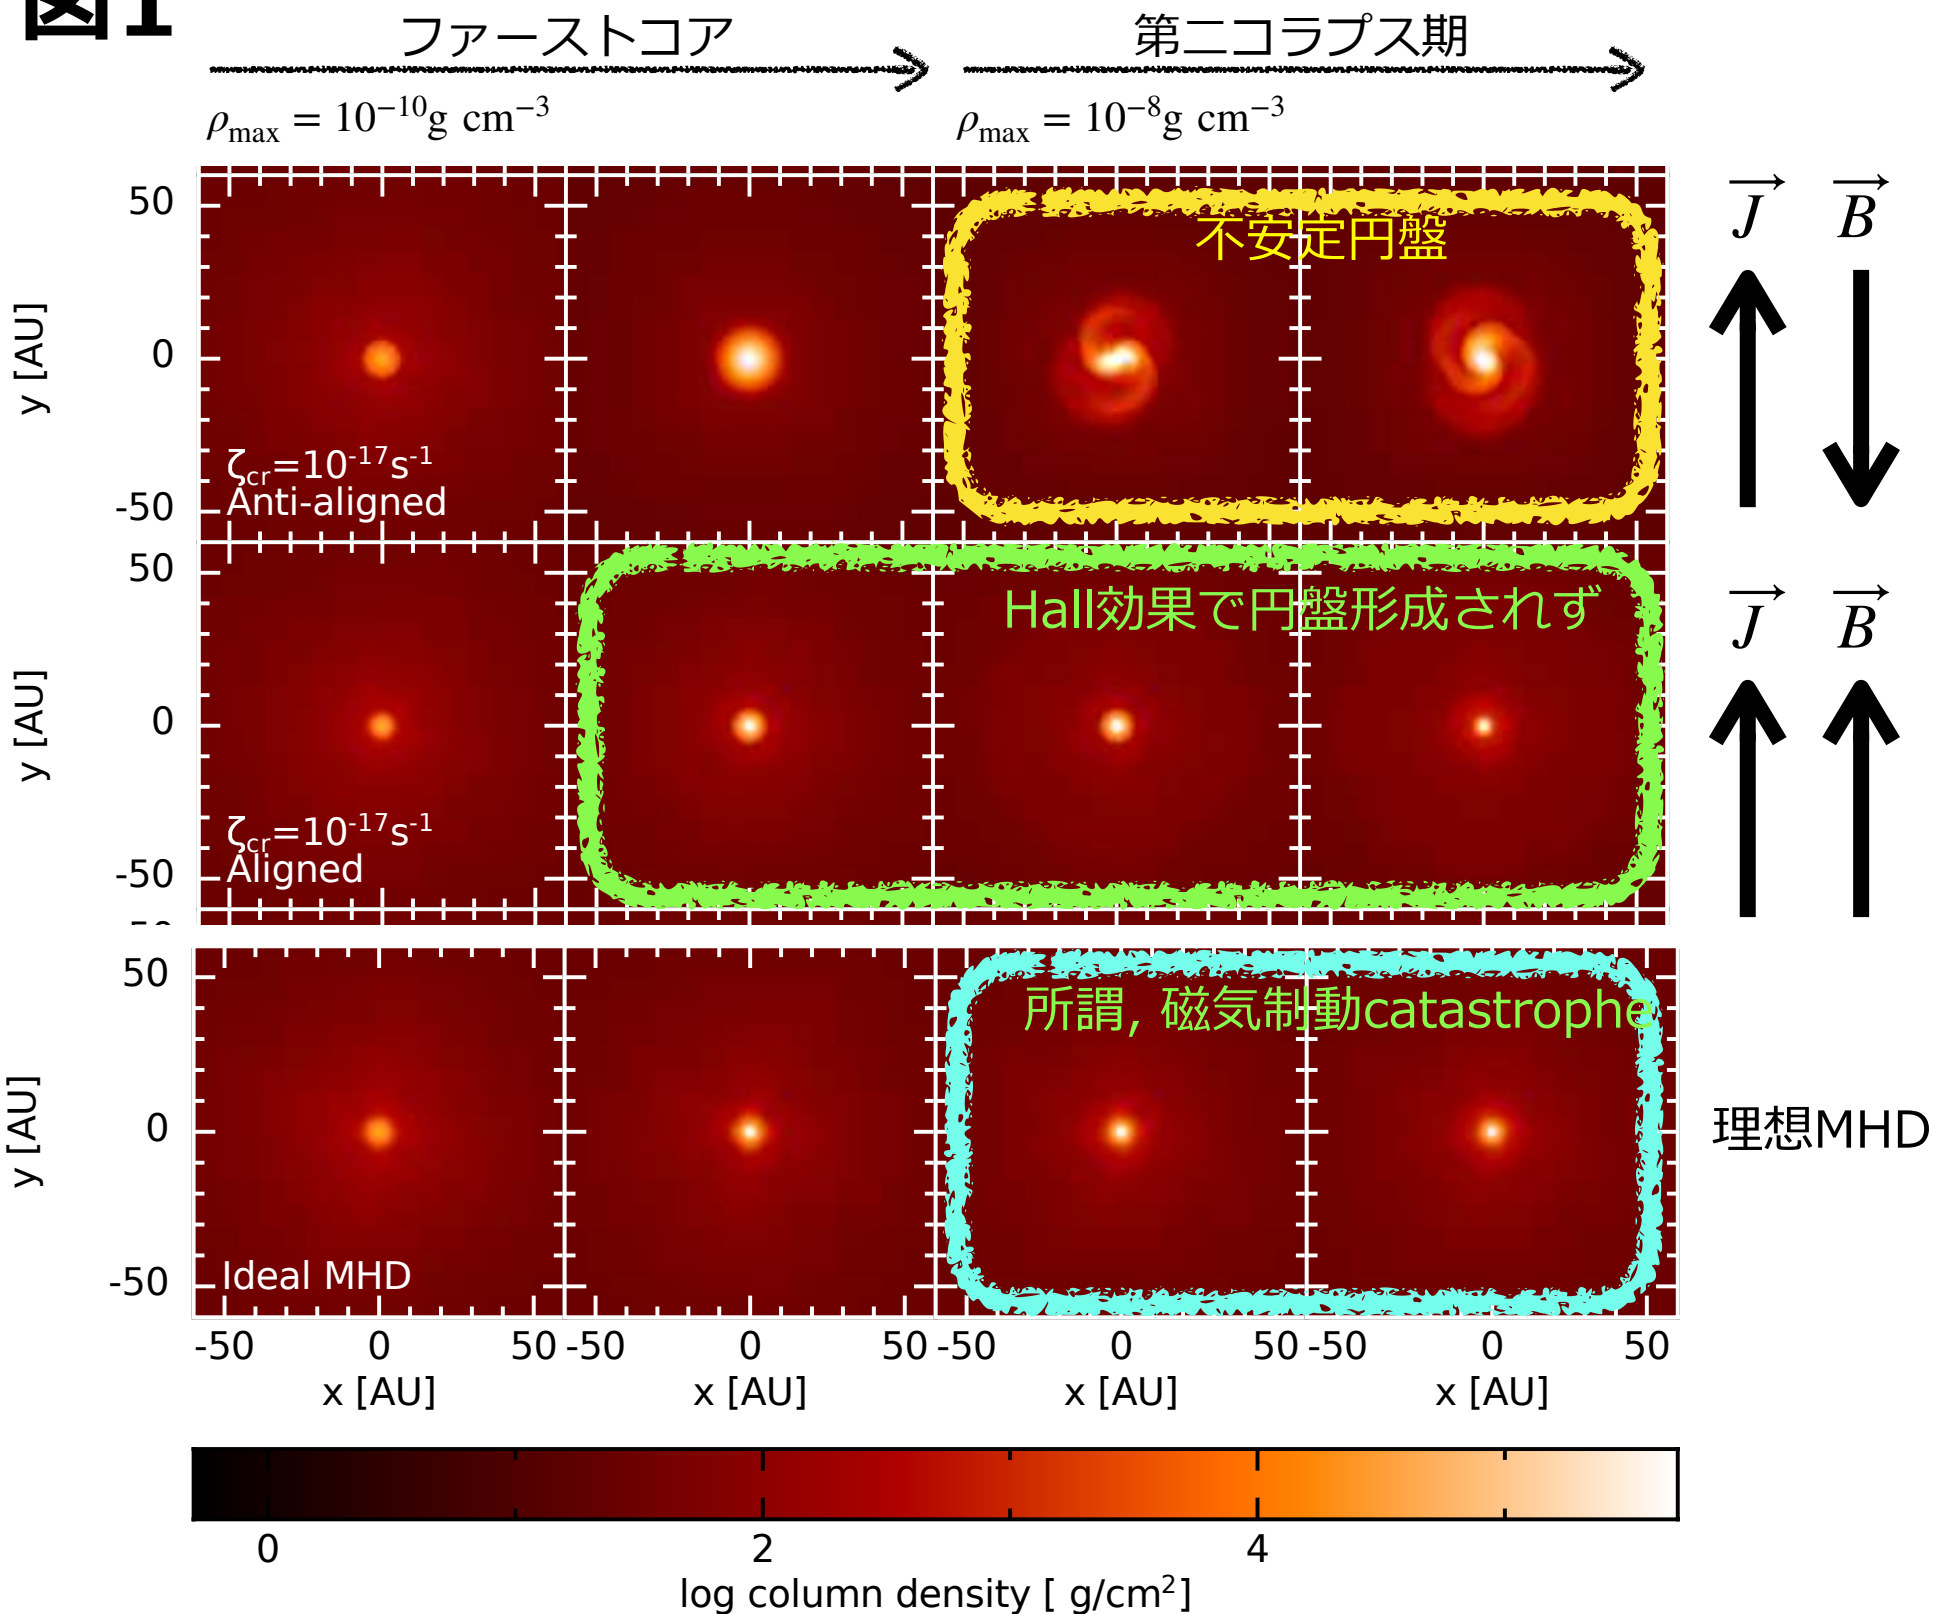 図1
ファーストコア
第二コラプス期
ρmax = 10⁻¹⁰g cm⁻³
ρmax = 10⁻⁸g cm⁻³
50
0
-50
y [AU]
ζcr=10⁻¹⁷s⁻¹
Anti-aligned
不安定円盤
J B
50
0
-50
y [AU]
ζcr=10⁻¹⁷s⁻¹
Aligned
Hall効果で円盤形成されず
J B
50
0
-50
y [AU]
Ideal MHD
所謂, 磁気制動catastrophe
理想MHD
-50 0 50 -50 0 50 -50 0 50 -50 0 50
x [AU] x [AU] x [AU] x [AU]
0 2 4
log column density [ g/cm²]